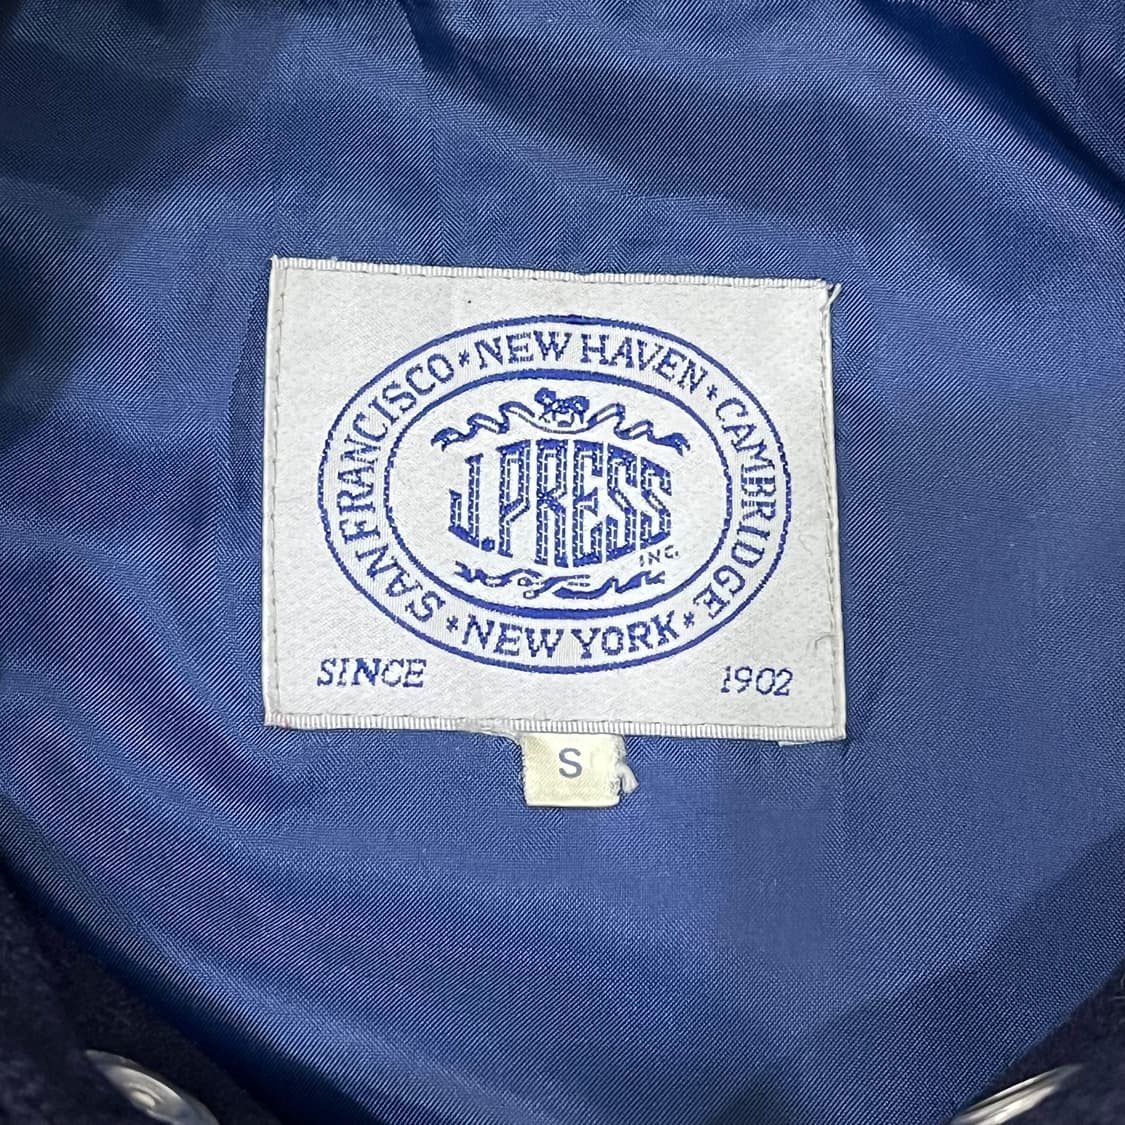 SAN FRANCISCO * NEW HAVEN * CAMBRIDGE * NEW YORK *
J.PRESS
INC.
SINCE 1902
S